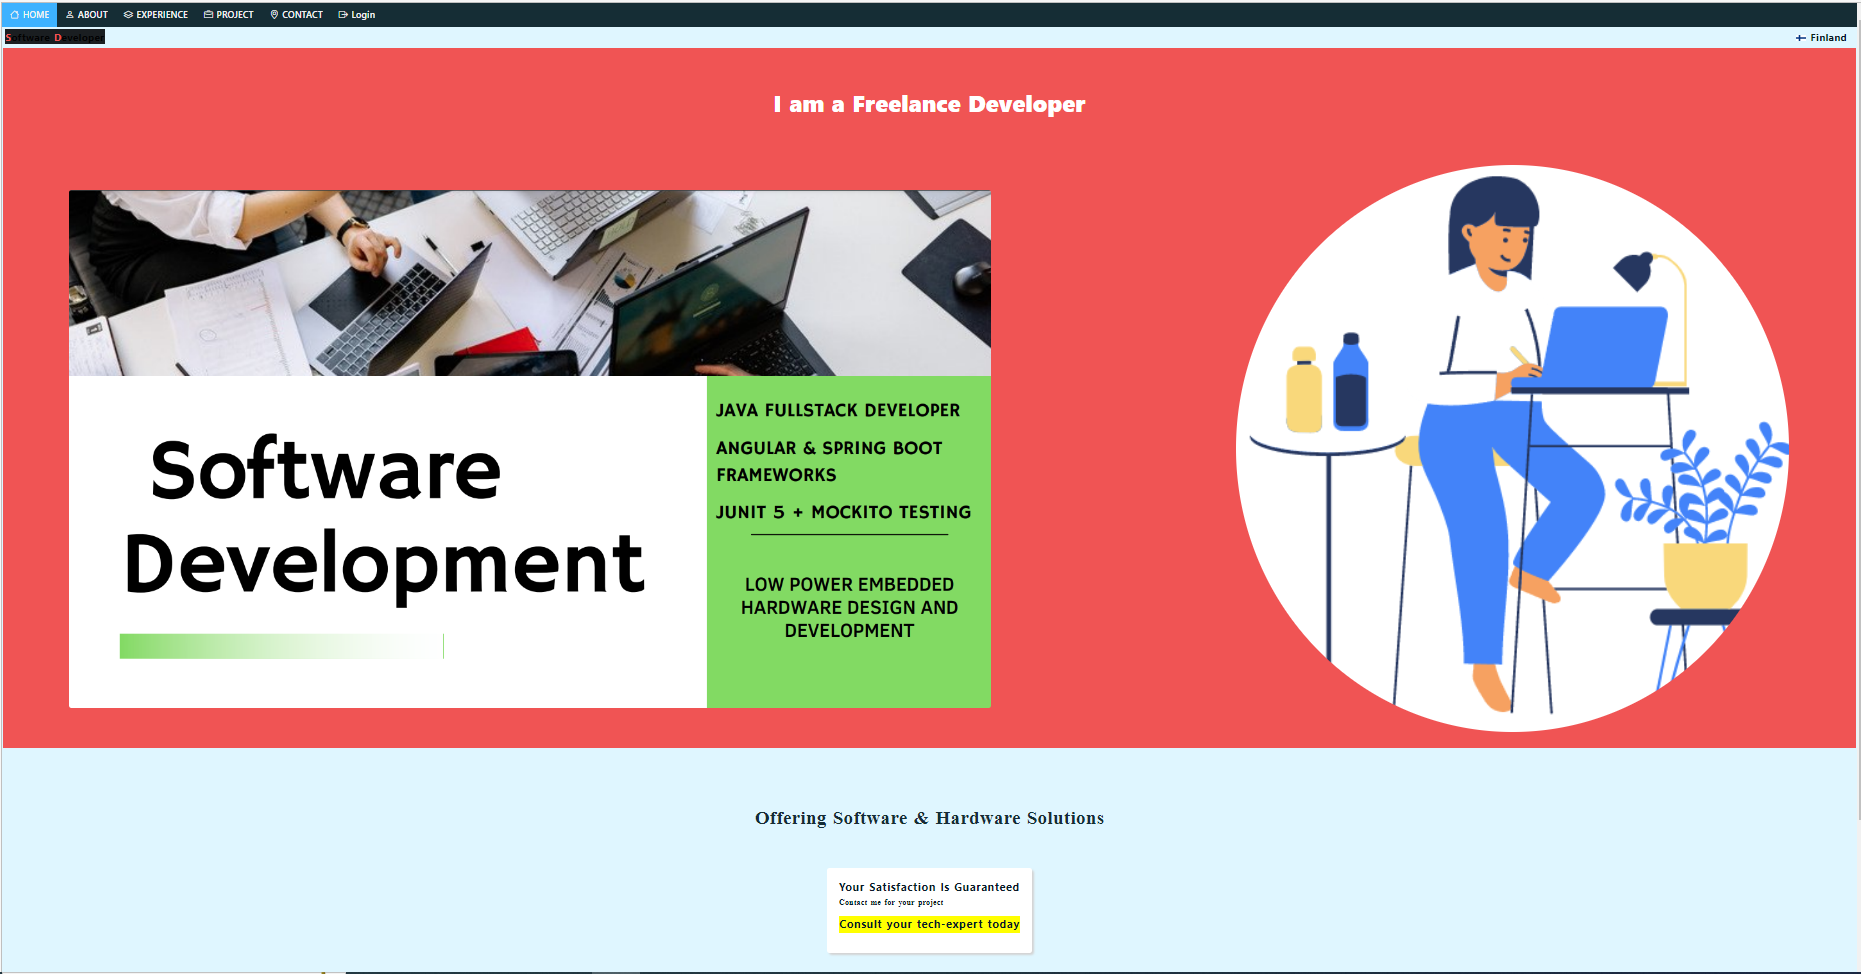 HOME ABOUT EXPERIENCE PROJECT CONTACT Login
Software Developer
Finland
I am a Freelance Developer
Software
Development
JAVA FULLSTACK DEVELOPER
ANGULAR & SPRING BOOT
FRAMEWORKS
JUNIT 5 + MOCKITO TESTING
LOW POWER EMBEDDED
HARDWARE DESIGN AND
DEVELOPMENT
Offering Software & Hardware Solutions
Your Satisfaction Is Guaranteed
Contact me for your project
Consult your tech-expert today